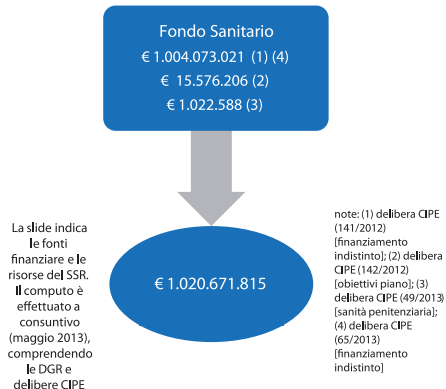 Fondo Sanitario
€ 1.004.073.021 (1) (4)
€ 15.576.206 (2)
€ 1.022.588 (3)
La slide indica
le fonti
finanziare e le
risorse del SSR.
Il computo è
effettuato a
consuntivo
(maggio 2013),
comprendendo
le DGR e
delibere CIPE
€ 1.020.671.815
note: (1) delibera CIPE
(141/2012)
[finanziamento
indistinto]; (2) delibera
CIPE (142/2012)
[obiettivi piano]; (3)
delibera CIPE (49/2013)
[sanità penitenziaria];
(4) delibera CIPE
(65/2013)
[finanziamento
indistinto]